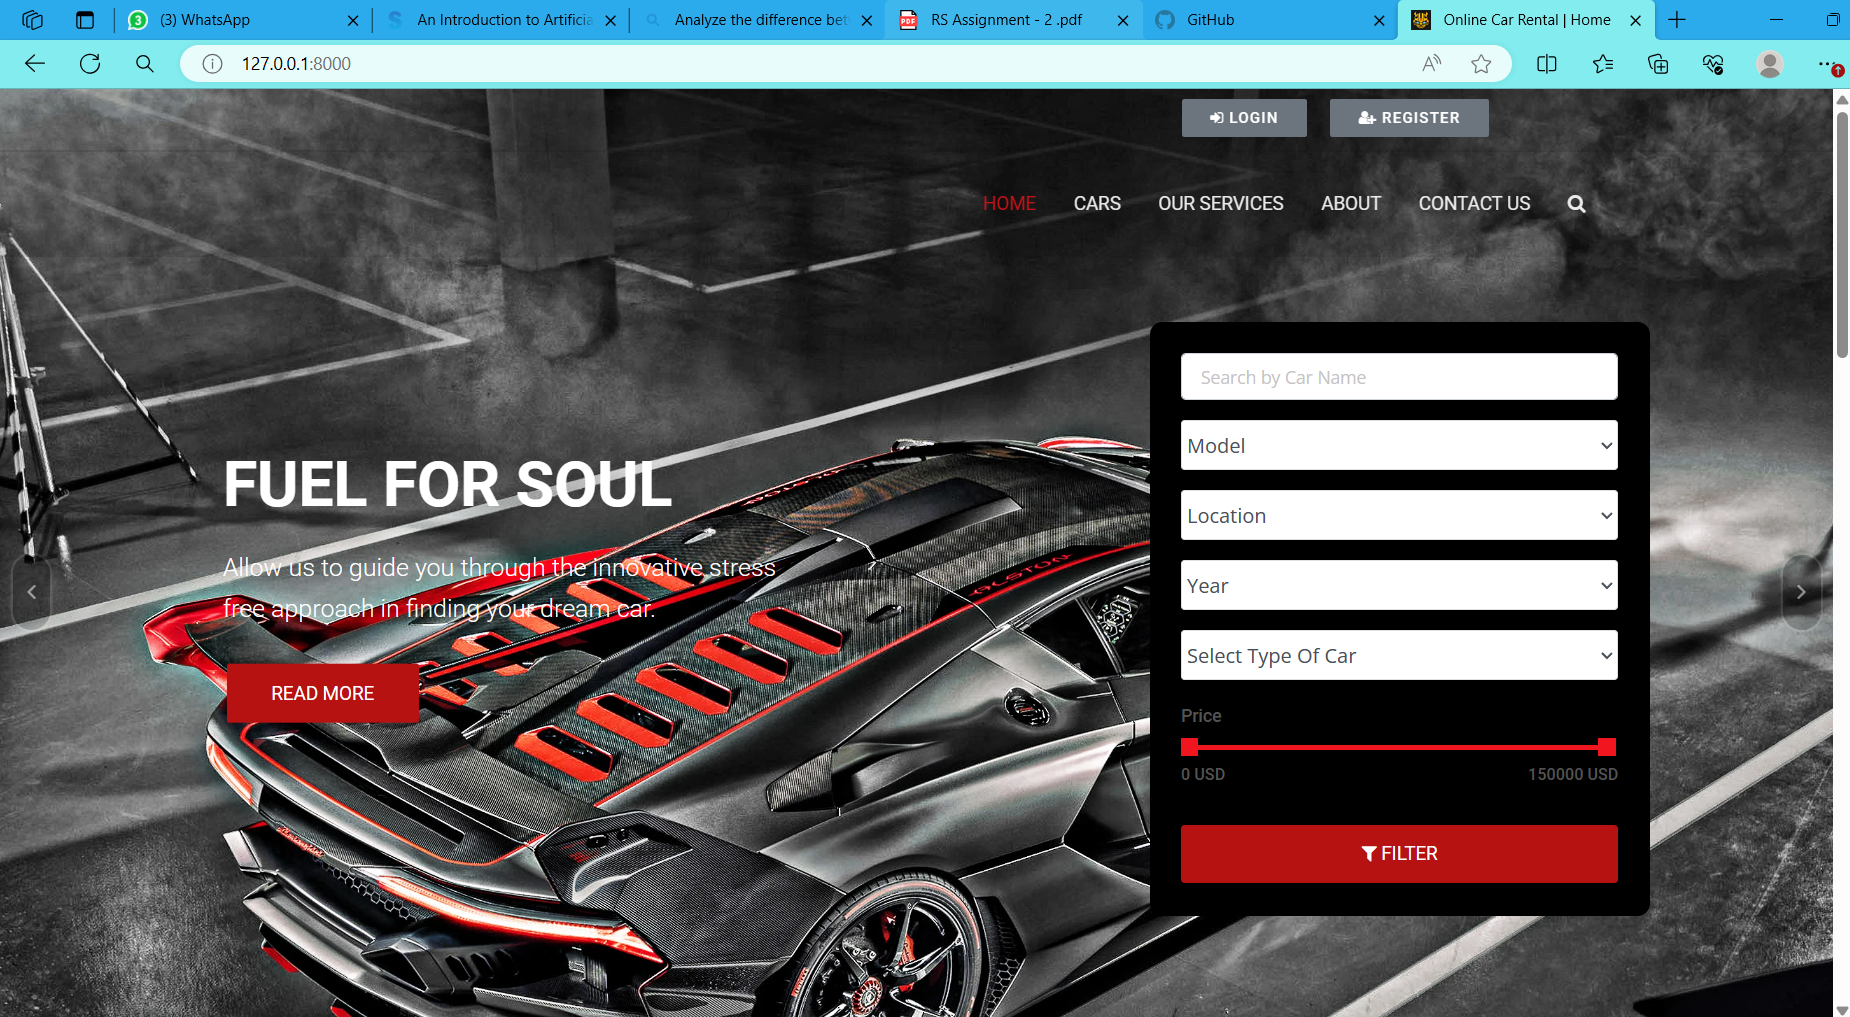 (3) WhatsApp
An Introduction to Artificia
Analyze the difference bet
RS Assignment - 2 .pdf
GitHub
Online Car Rental | Home
127.0.0.1:8000
LOGIN
REGISTER
HOME
CARS
OUR SERVICES
ABOUT
CONTACT US
Search by Car Name
Model
Location
Year
Select Type Of Car
Price
0 USD
150000 USD
FILTER
FUEL FOR SOUL
Allow us to guide you through the innovative stress
free approach in finding your dream car.
READ MORE